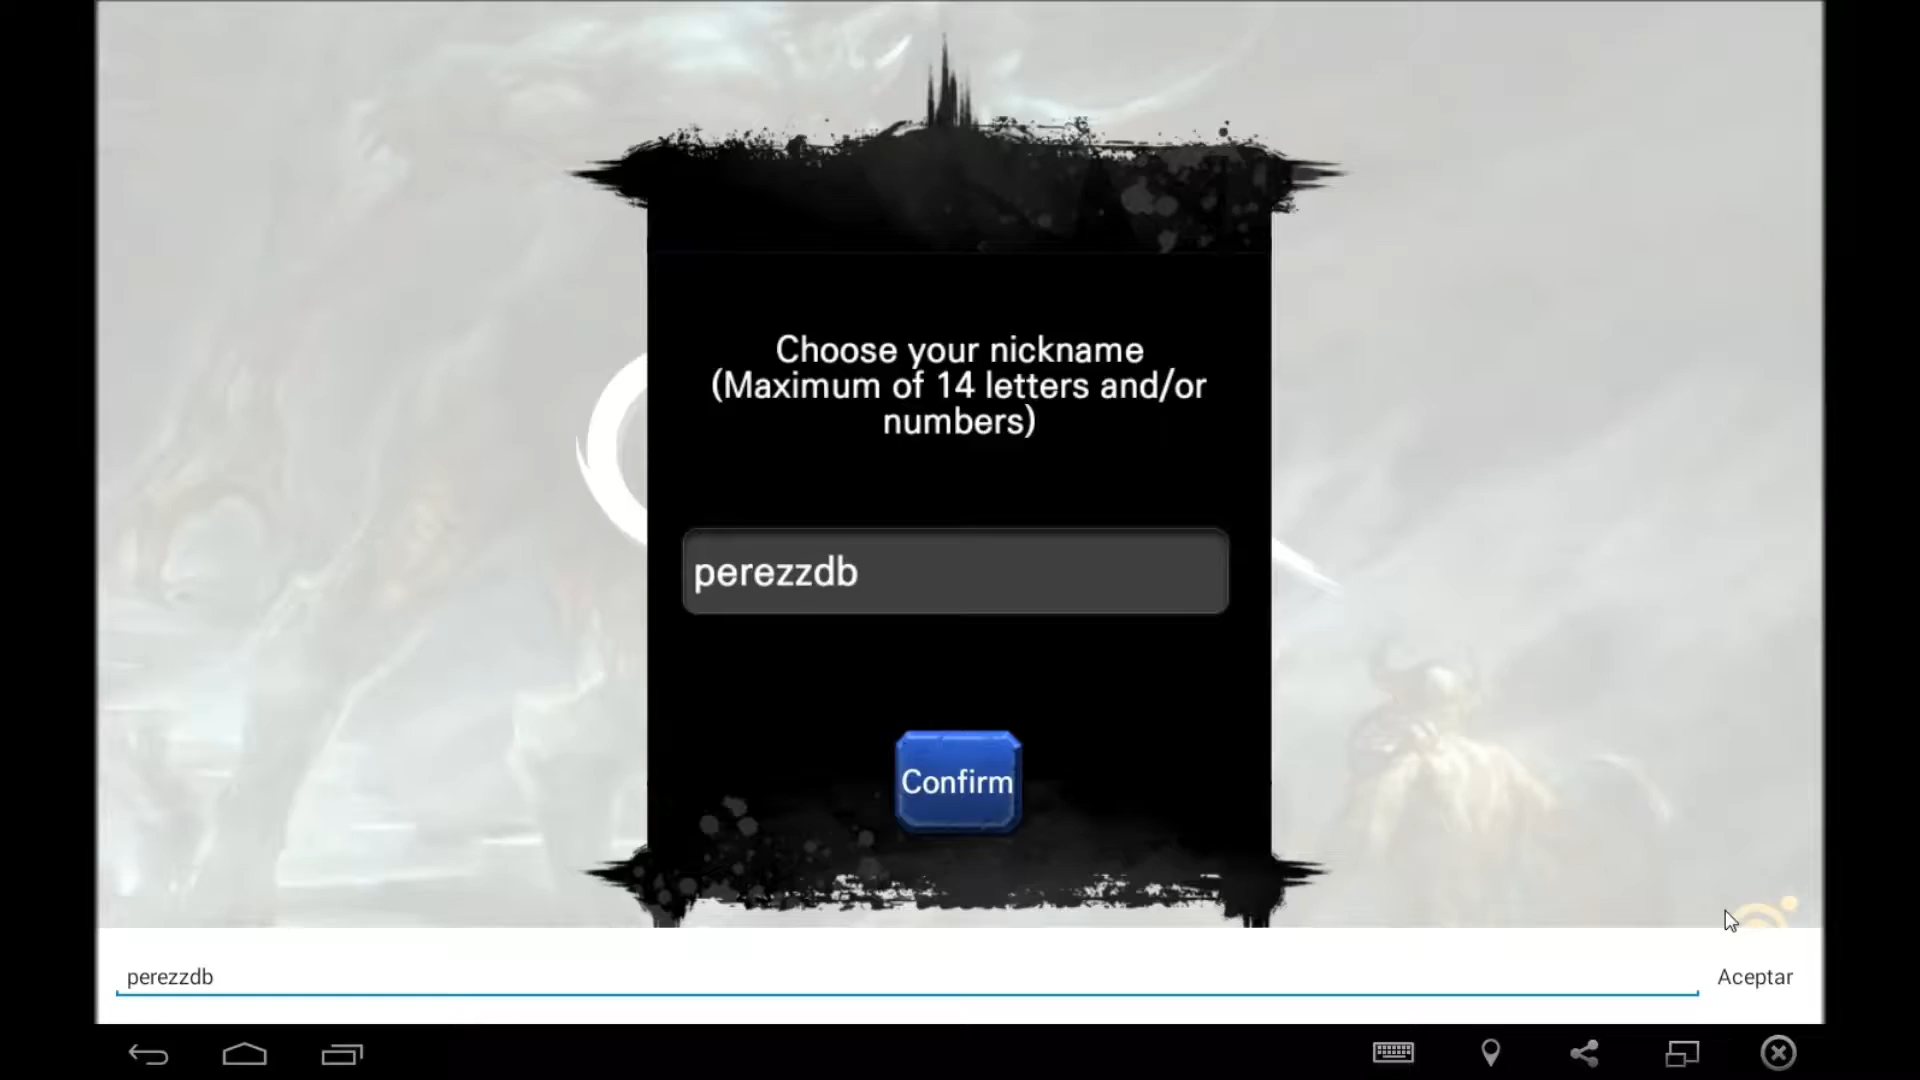 Choose your nickname
(Maximum of 14 letters and/or
numbers)
perezzdb
Confirm
perezzdb
Aceptar